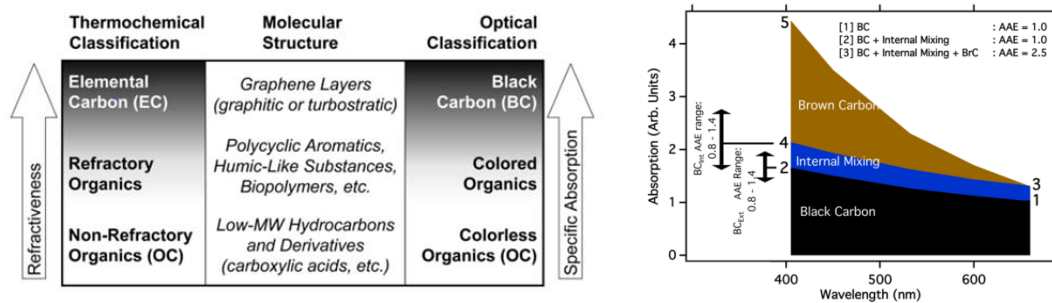 Thermochemical
Classification
Molecular
Structure
Optical
Classification
Refractiveness
Elemental
Carbon (EC)
Graphene Layers
(graphitic or turbostratic)
Black
Carbon (BC)
Refractory
Organics
Polycyclic Aromatics,
Humic-Like Substances,
Biopolymers, etc.
Colored
Organics
Non-Refractory
Organics (OC)
Low-MW Hydrocarbons
and Derivatives
(carboxylic acids, etc.)
Colorless
Organics (OC)
Specific Absorption
[1] BC : AAE = 1.0
[2] BC + Internal Mixing : AAE = 1.0
[3] BC + Internal Mixing + BrC : AAE = 2.5
Absorption (Arb. Units)
4
3
2
1
0
BCInt AAE range:
0.8 - 1.4
BCExt AAE Range:
0.8 - 1.4
5
4
2
Brown Carbon
Internal Mixing
Black Carbon
3
1
400 500 600
Wavelength (nm)